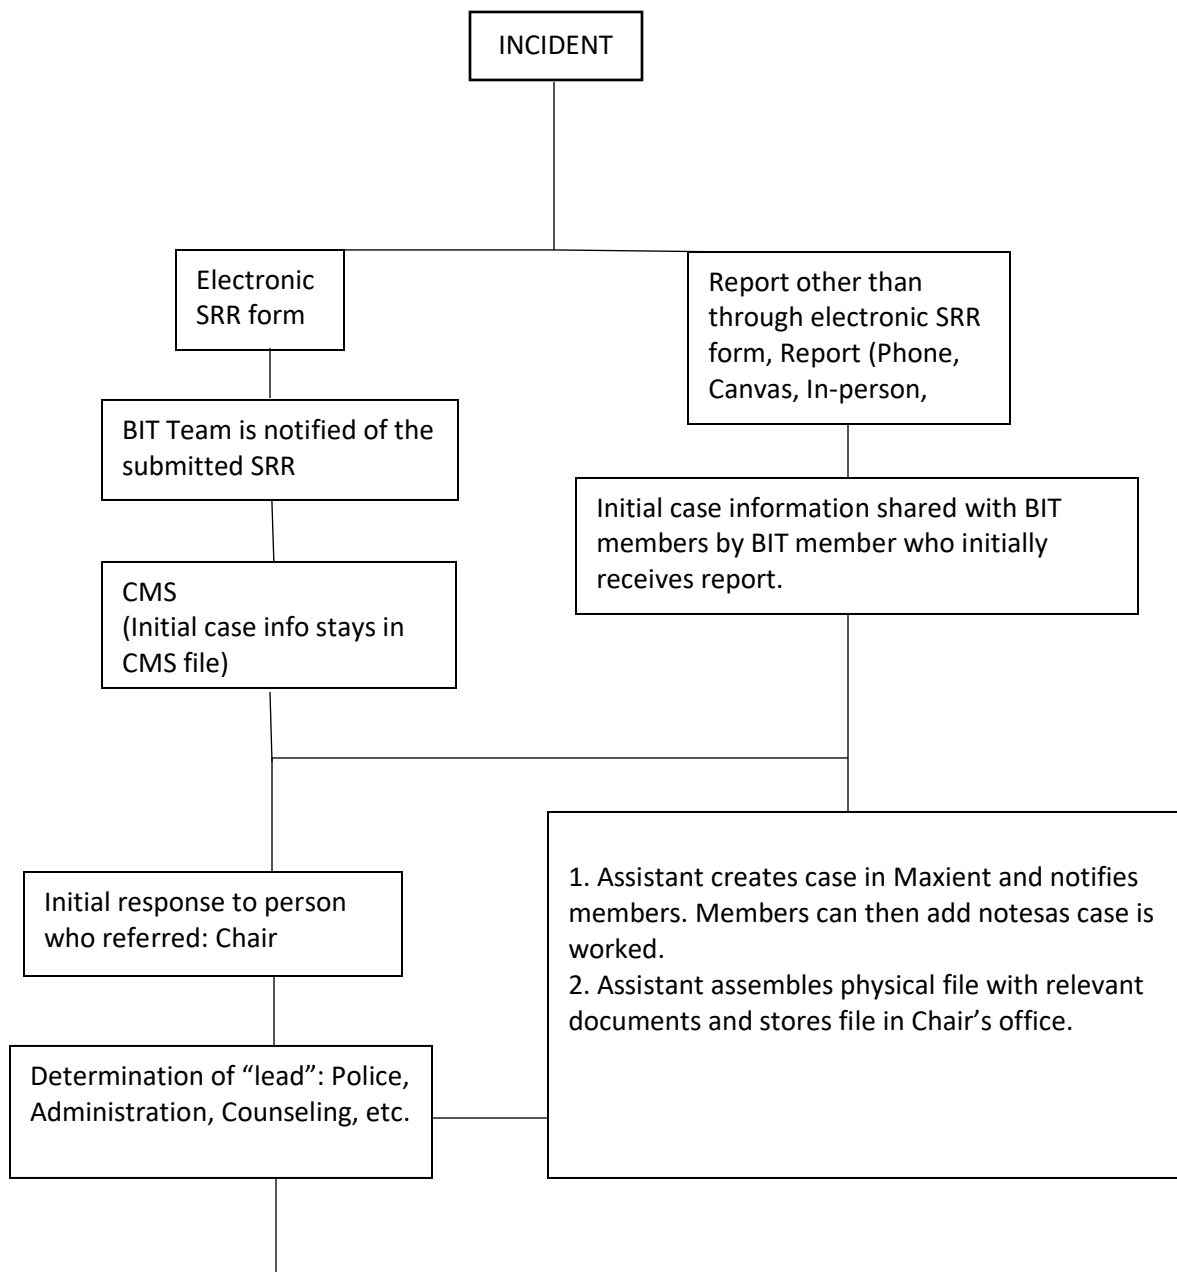 INCIDENT
Electronic
SRR form
Report other than
through electronic SRR
form, Report (Phone,
Canvas, In-person,
BIT Team is notified of the
submitted SRR
Initial case information shared with BIT
members by BIT member who initially
receives report.
CMS
(Initial case info stays in
CMS file)
Initial response to person
who referred: Chair
1. Assistant creates case in Maxient and notifies
members. Members can then add notesas case is
worked.
2. Assistant assembles physical file with relevant
documents and stores file in Chair’s office.
Determination of “lead”: Police,
Administration, Counseling, etc.